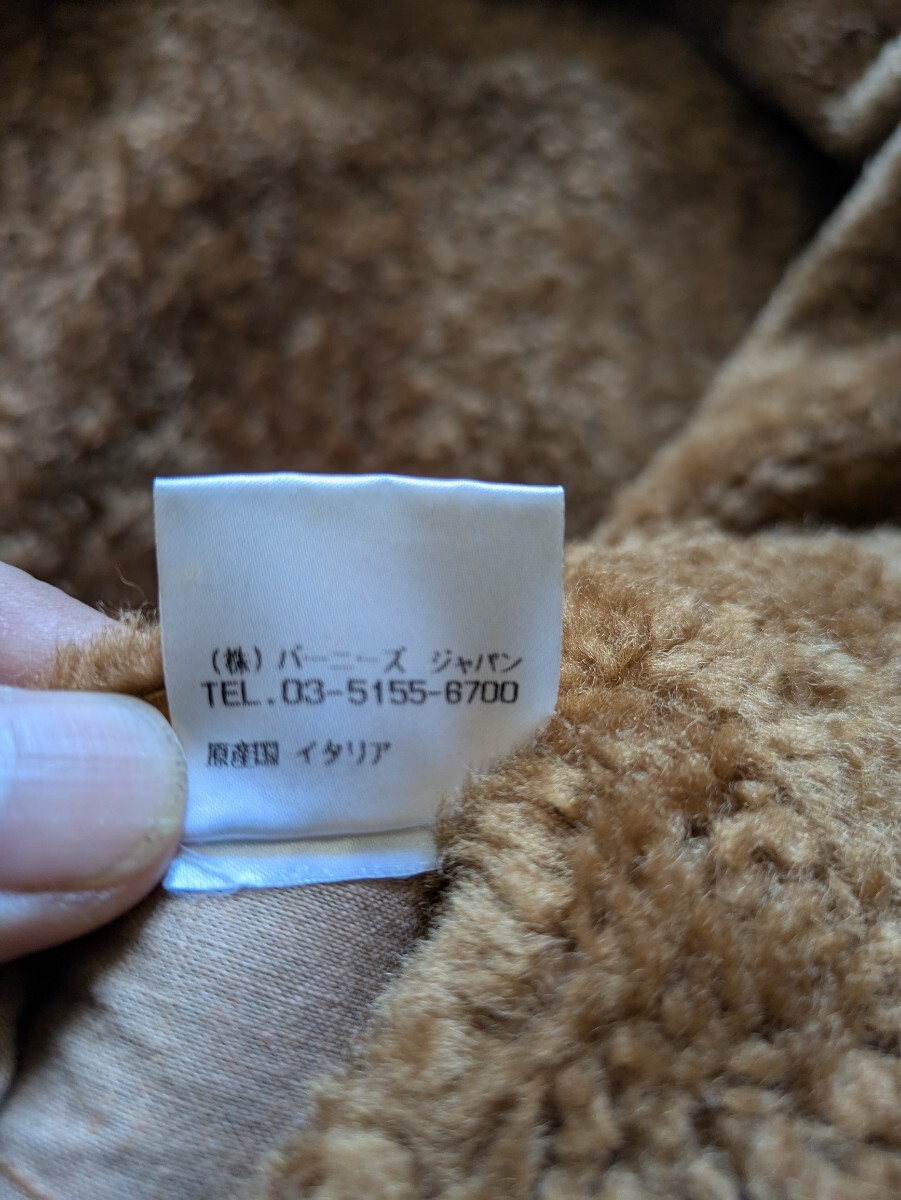 (株) バーニーズ ジャパン
TEL.03-5155-6700
原産国 イタリア